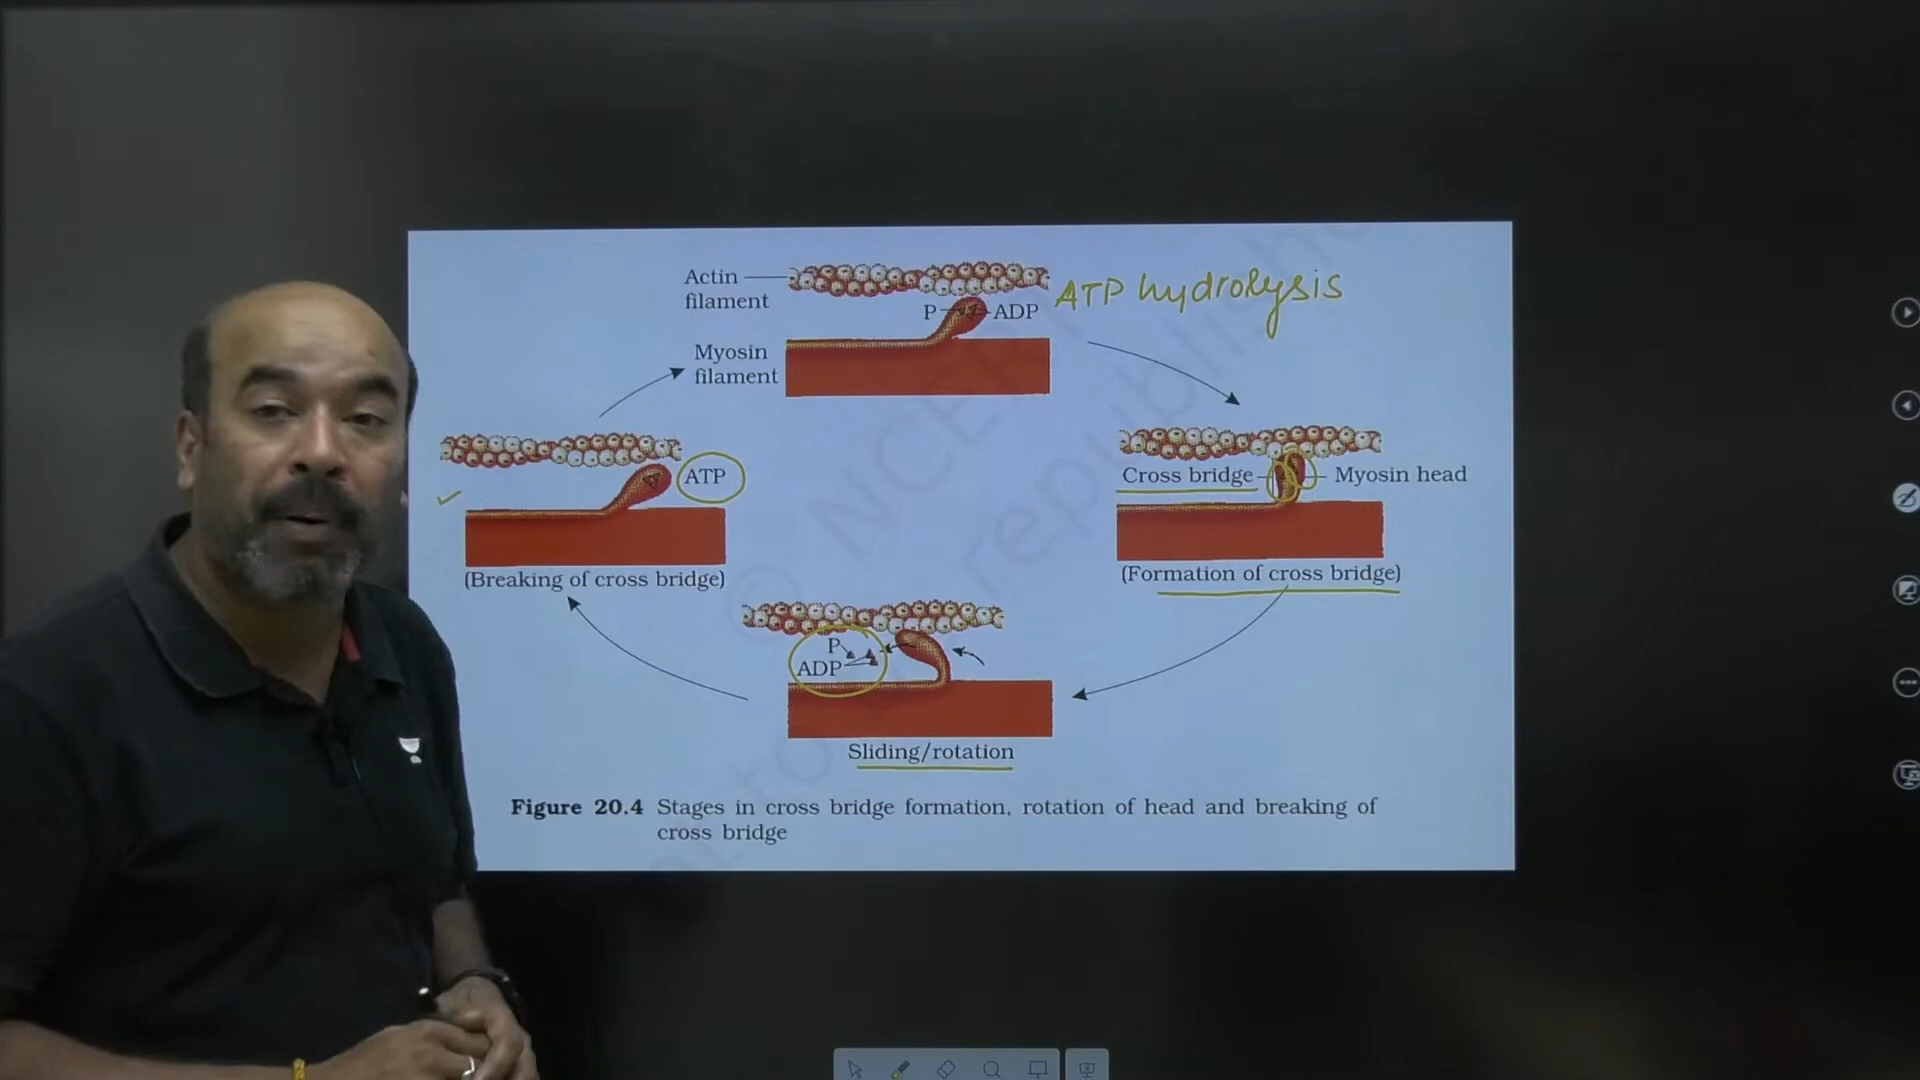 Actin
filament
ATP hydrolysis
P
ADP
Myosin
filament
ATP
Cross bridge
Myosin head
(Breaking of cross bridge)
(Formation of cross bridge)
P
ADP
Sliding/rotation
Figure 20.4 Stages in cross bridge formation, rotation of head and breaking of
cross bridge
© NCERT
republished